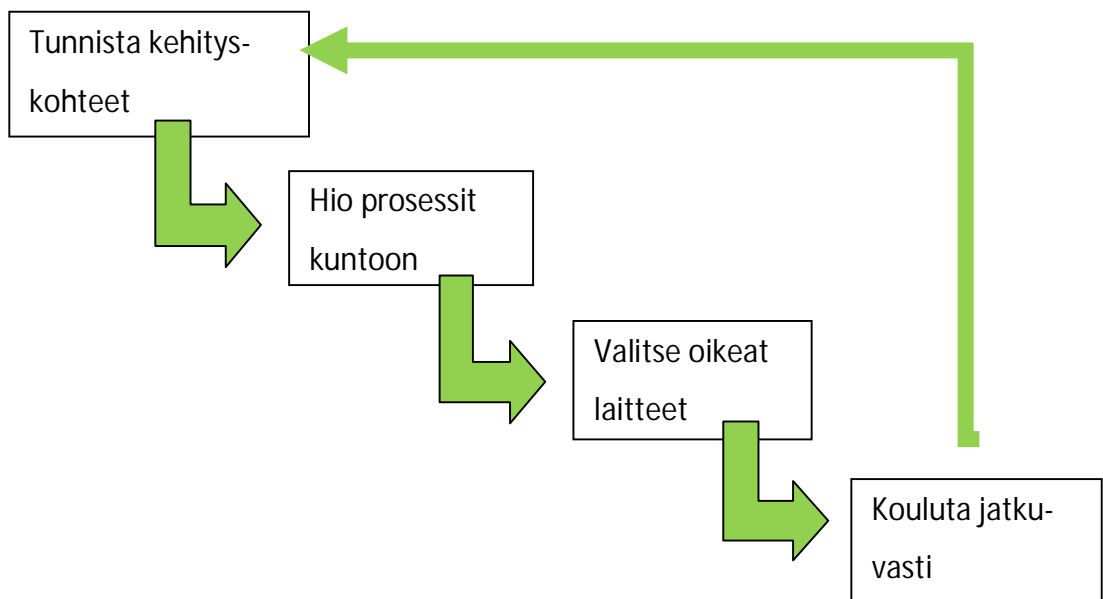 Tunnista kehitys-
kohteet
Hio prosessit
kuntoon
Valitse oikeat
laitteet
Kouluta jatku-
vasti